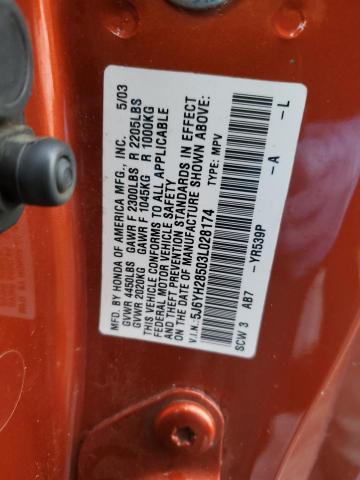 MFD. BY HONDA OF AMERICA MFG., INC. 5/03
GVWR 4450LBS GAWR F 2300LBS R 2205LBS
GVWR 2020KG GAWR F 1045KG R 1000KG
THIS VEHICLE CONFORMS TO ALL APPLICABLE
FEDERAL MOTOR VEHICLE SAFETY
AND THEFT PREVENTION STANDARDS IN EFFECT
ON THE DATE OF MANUFACTURE SHOWN ABOVE.
V.I.N.: 5J6YH28503L028174 TYPE: MPV
SCW 3 AB7 -YR539P -A -L